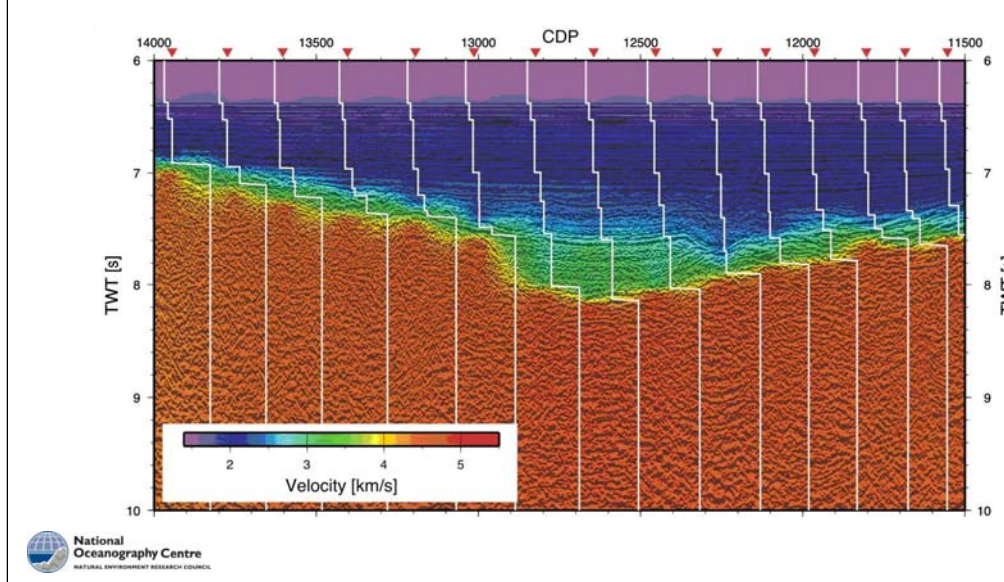 CDP
14000 13500 13000 12500 12000 11500
6 6
7 7
8 8
9 9
10 10
TWT [s]
2 3 4 5
Velocity [km/s]
National
Oceanography Centre
NATURAL ENVIRONMENT RESEARCH COUNCIL